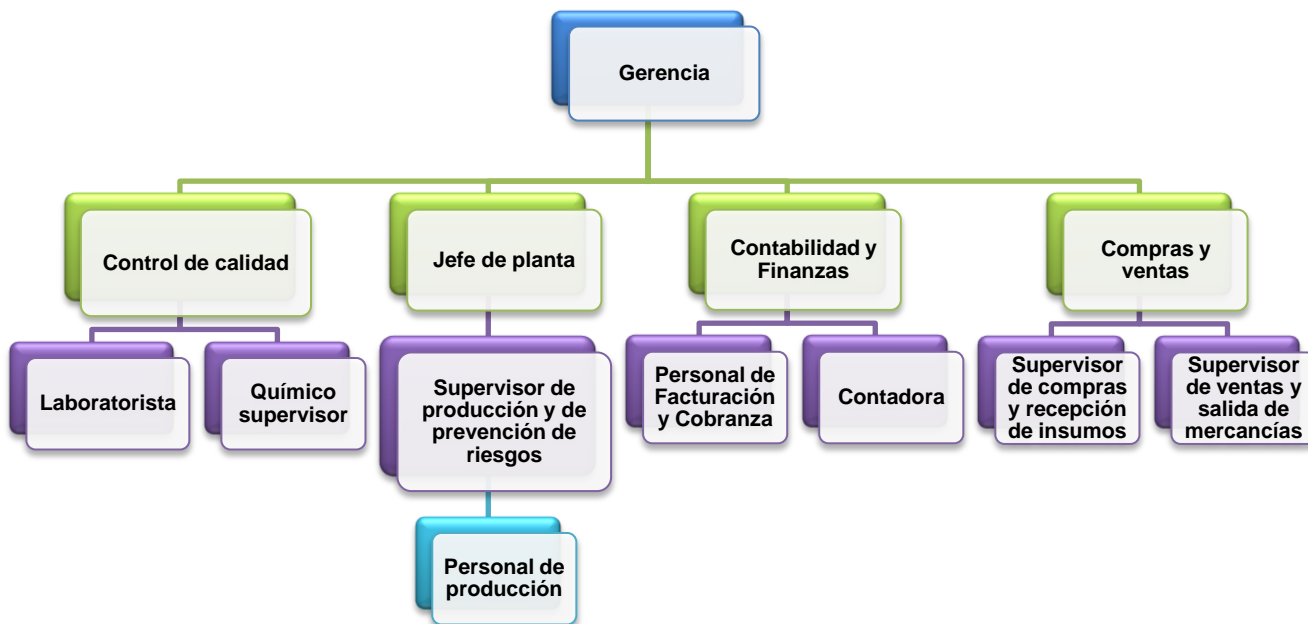 Gerencia
Control de calidad
Jefe de planta
Contabilidad y
Finanzas
Compras y
ventas
Laboratorista
Químico
supervisor
Supervisor de
producción y de
prevención de
riesgos
Personal de
Facturación
y Cobranza
Contadora
Supervisor
de compras
y recepción
de insumos
Supervisor
de ventas y
salida de
mercancías
Personal de
producción